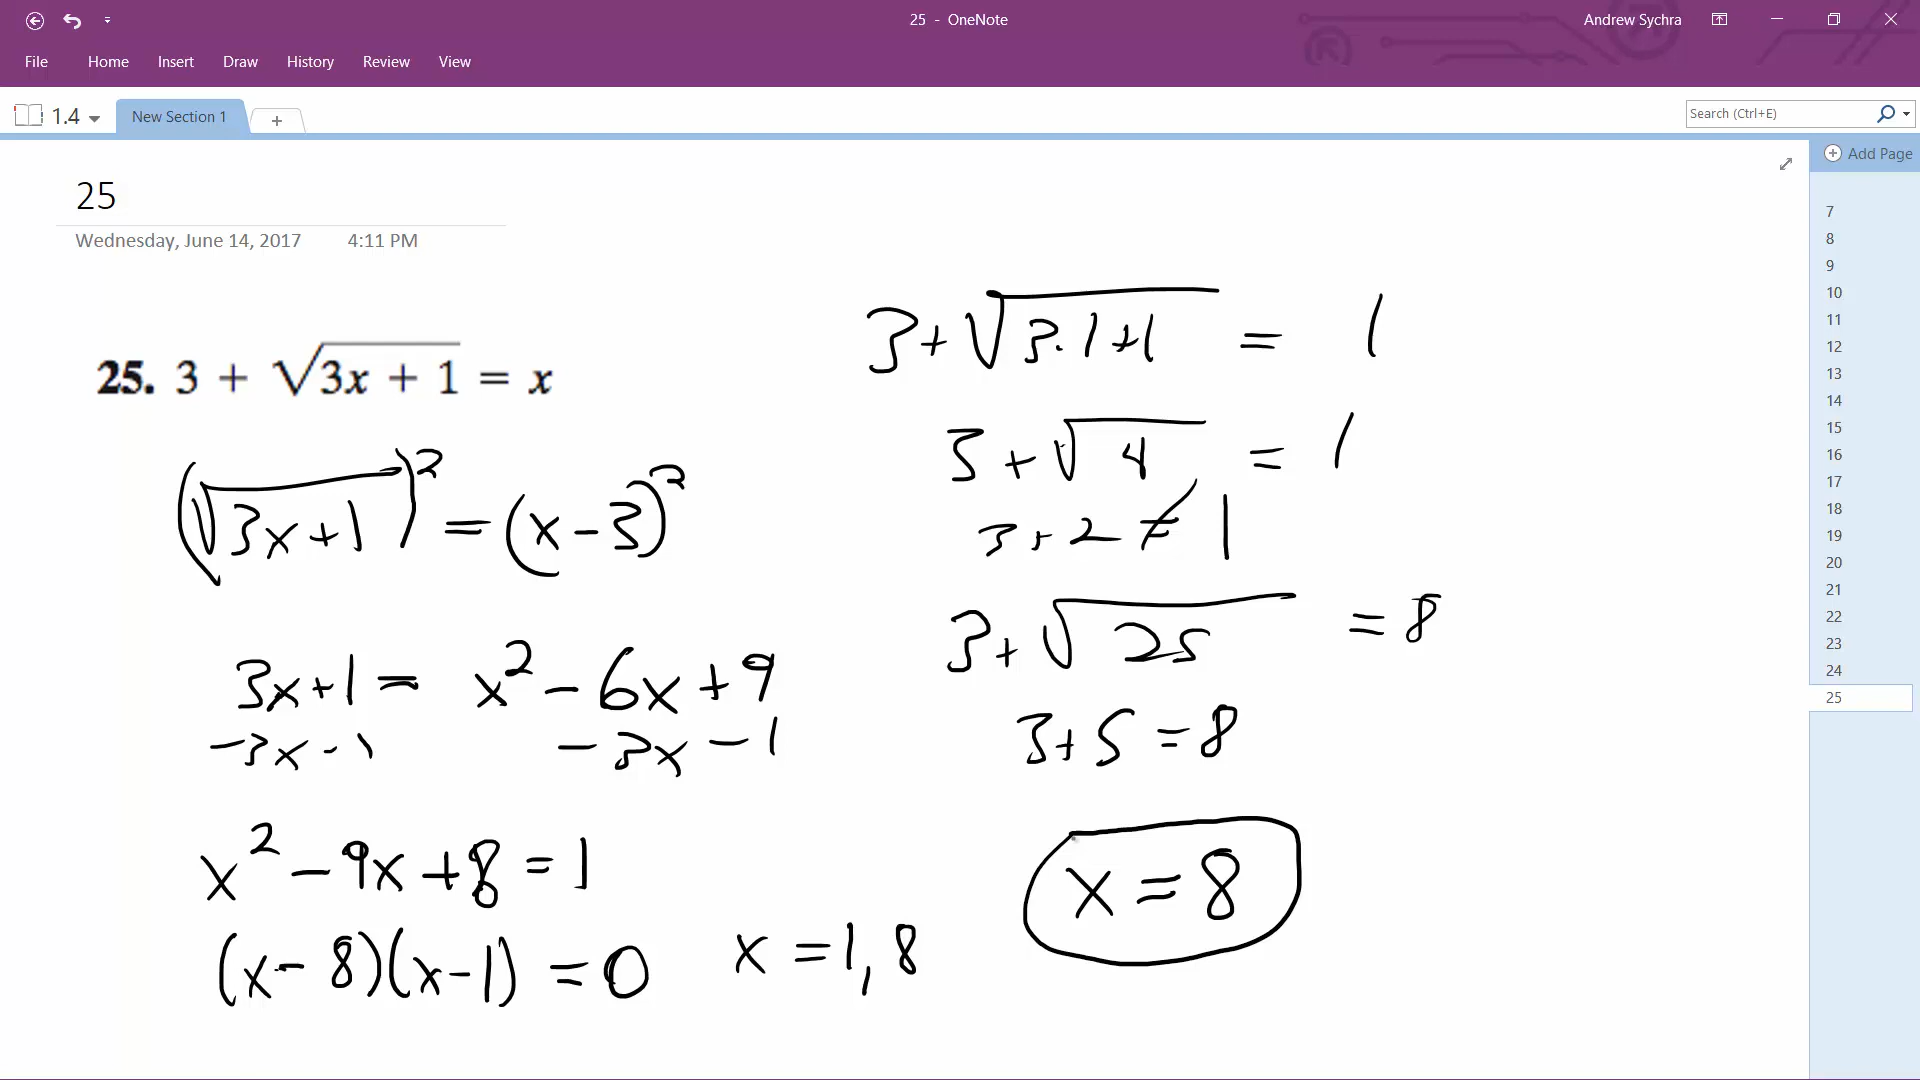 25 - OneNote
Andrew Sychra
File Home Insert Draw History Review View
1.4
New Section 1
+
Search (Ctrl+E)
Add Page
25
Wednesday, June 14, 2017 4:11 PM
25. 3 + √(3x + 1) = x
(√(3x+1))² = (x-3)²
3x+1 = x² - 6x + 9
-3x - 1 - 3x - 1
x² - 9x + 8 = 1
(x - 8)(x - 1) = 0 x = 1, 8
3 + √(3·1+1) = 1
3 + √4 = 1
3 + 2 ≠ 1
3 + √25 = 8
3 + 5 = 8
x = 8
7
8
9
10
11
12
13
14
15
16
17
18
19
20
21
22
23
24
25